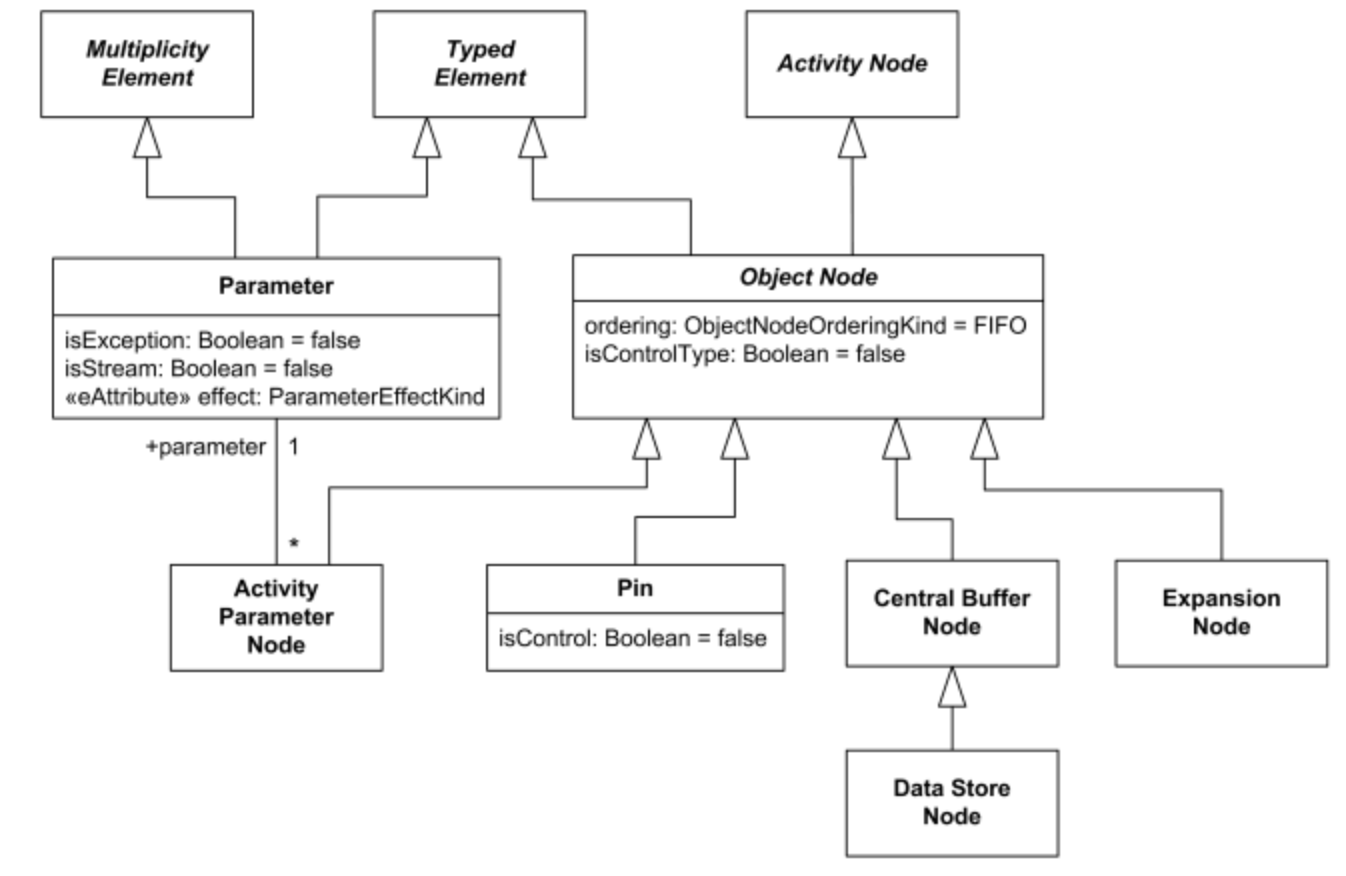 Multiplicity
Element
Typed
Element
Activity Node
Parameter
isException: Boolean = false
isStream: Boolean = false
«eAttribute» effect: ParameterEffectKind
Object Node
ordering: ObjectNodeOrderingKind = FIFO
isControlType: Boolean = false
+parameter
1
*
Activity
Parameter
Node
Pin
isControl: Boolean = false
Central Buffer
Node
Expansion
Node
Data Store
Node